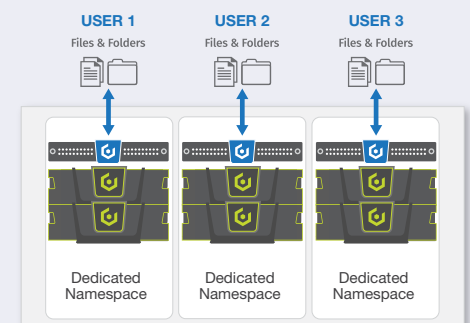 USER 1
USER 2
USER 3
Files & Folders
Files & Folders
Files & Folders
Dedicated
Namespace
Dedicated
Namespace
Dedicated
Namespace